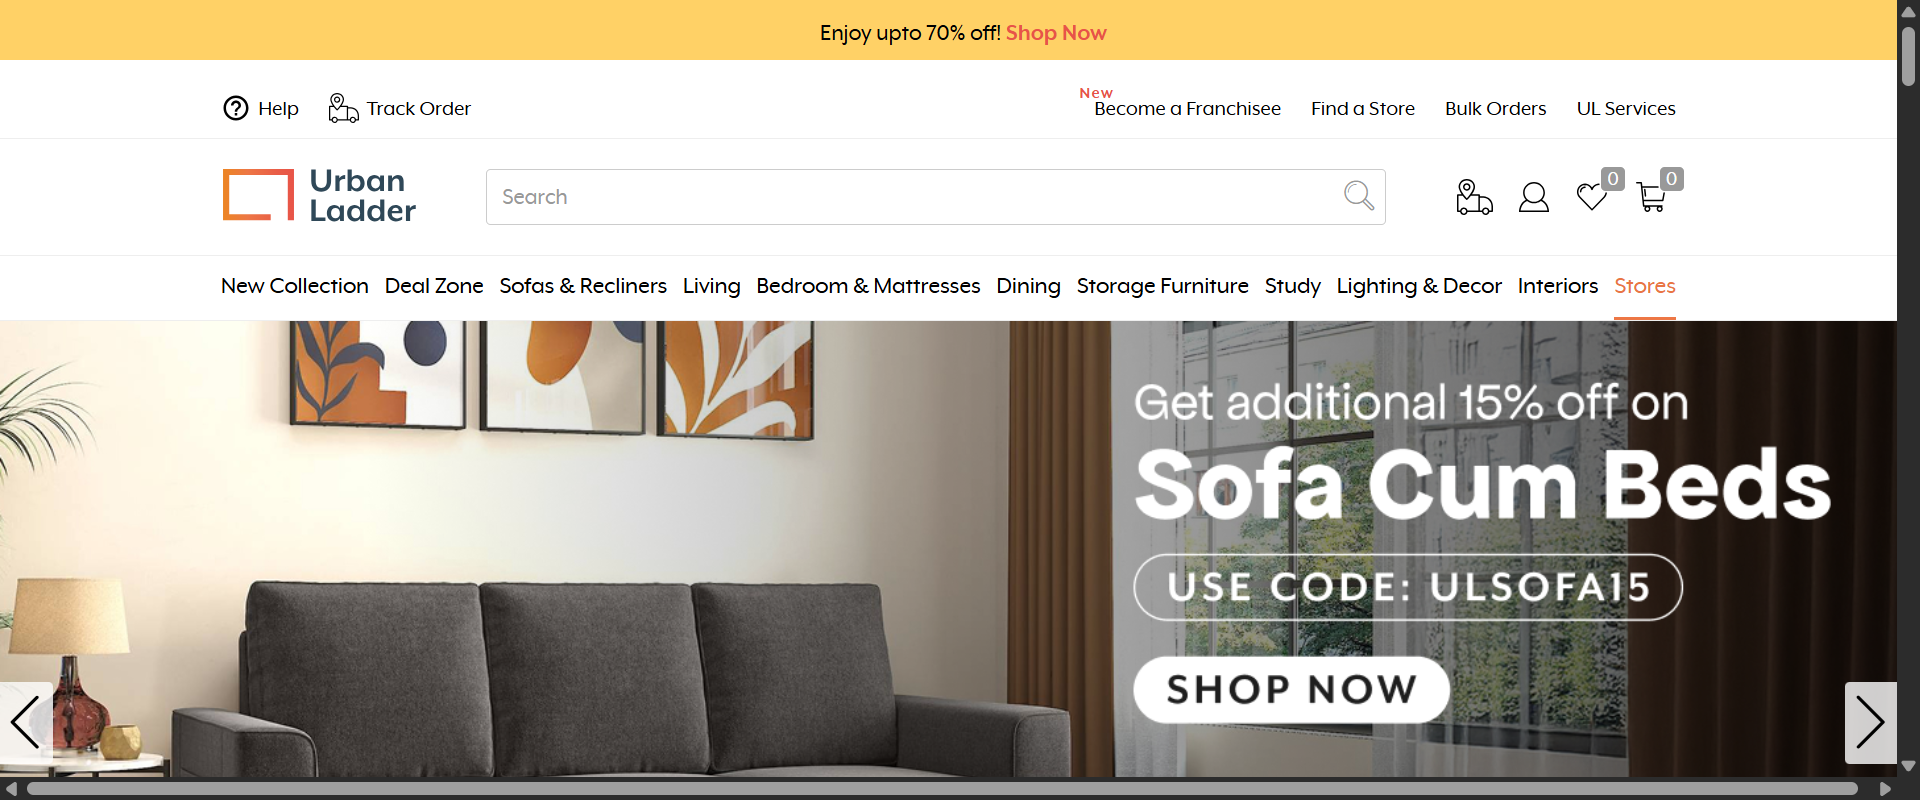 Enjoy upto 70% off! Shop Now
Help
Track Order
New
Become a Franchisee
Find a Store
Bulk Orders
UL Services
Urban
Ladder
Search
0
0
New Collection
Deal Zone
Sofas & Recliners
Living
Bedroom & Mattresses
Dining
Storage Furniture
Study
Lighting & Decor
Interiors
Stores
Get additional 15% off on
Sofa Cum Beds
USE CODE: ULSOFA15
SHOP NOW